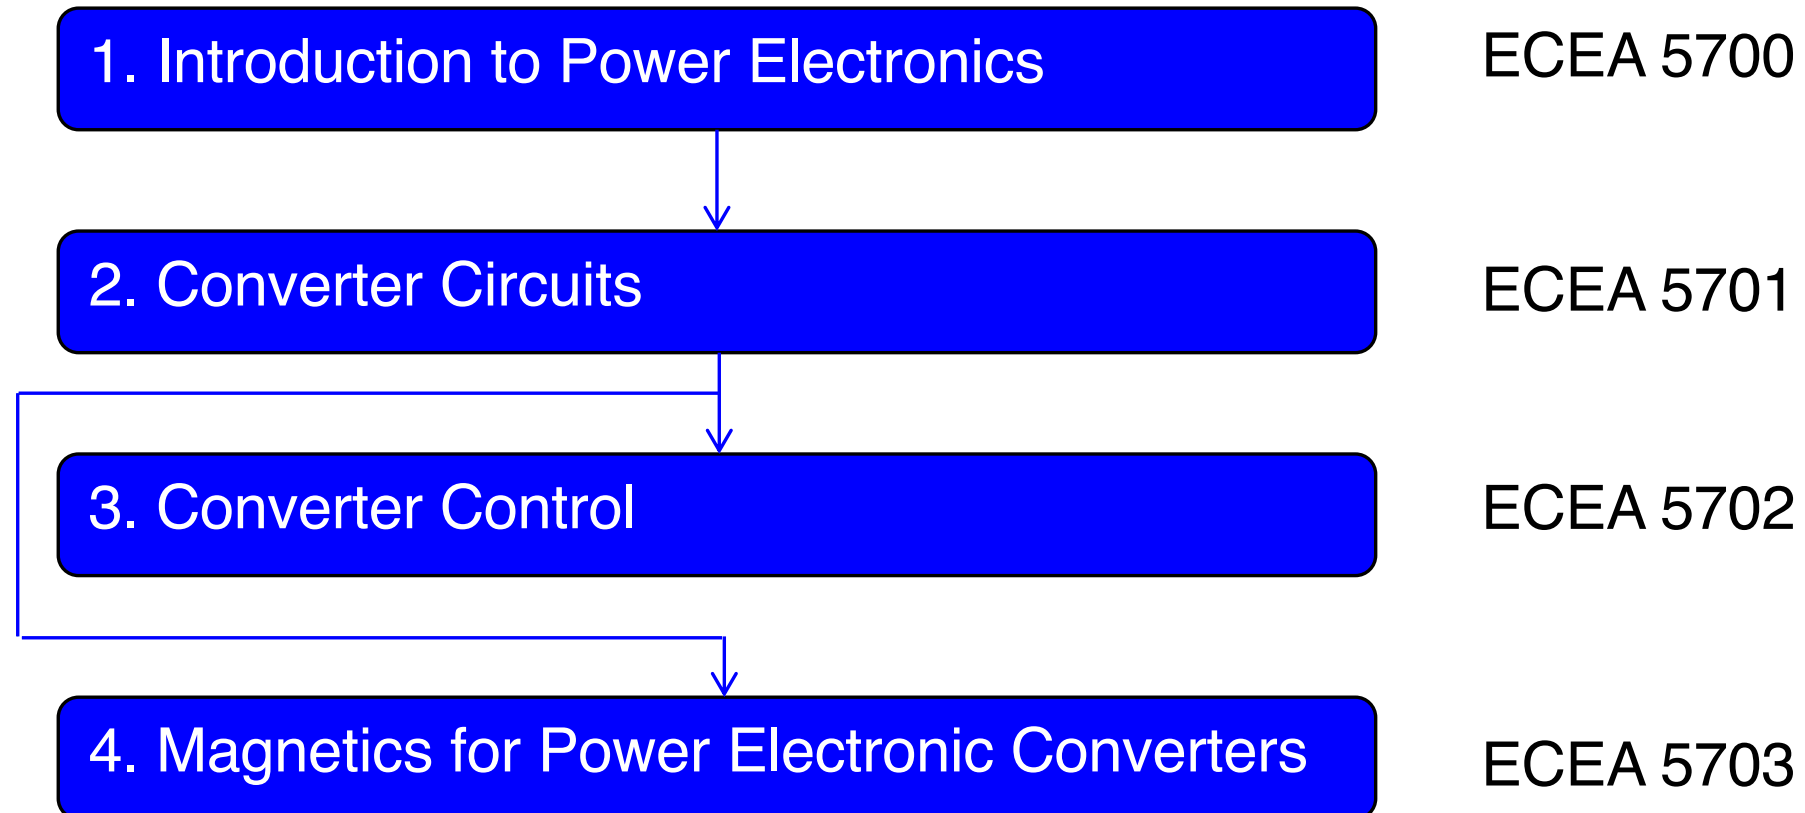 1. Introduction to Power Electronics ECEA 5700
2. Converter Circuits ECEA 5701
3. Converter Control ECEA 5702
4. Magnetics for Power Electronic Converters ECEA 5703